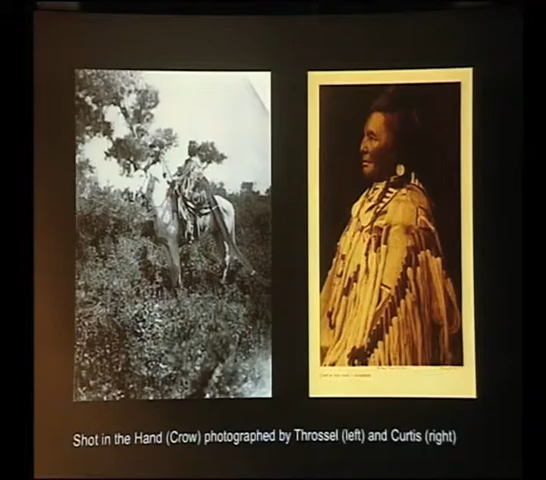 Shot in the Hand (Crow) photographed by Throssel (left) and Curtis (right)